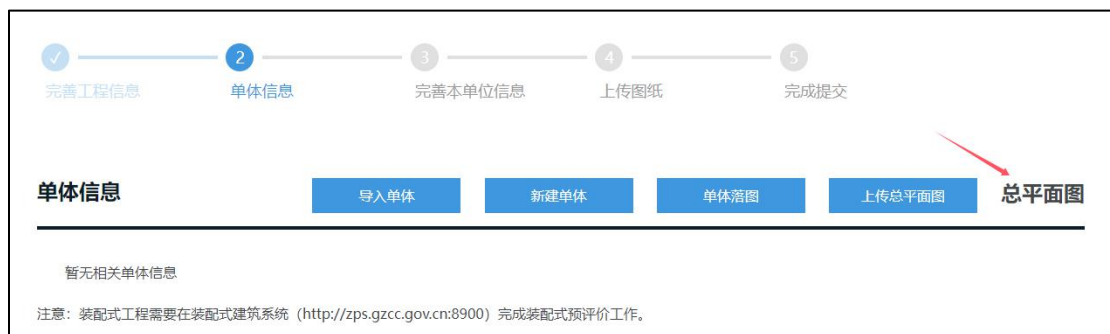 2 3 4 5
完善工程信息 单体信息 完善本单位信息 上传图纸 完成提交
单体信息 导入单体 新建单体 单体落图 上传总平面图 总平面图
暂无相关单体信息
注意：装配式工程需要在装配式建筑系统（http://zps.gzcc.gov.cn:8900）完成装配式预评价工作。